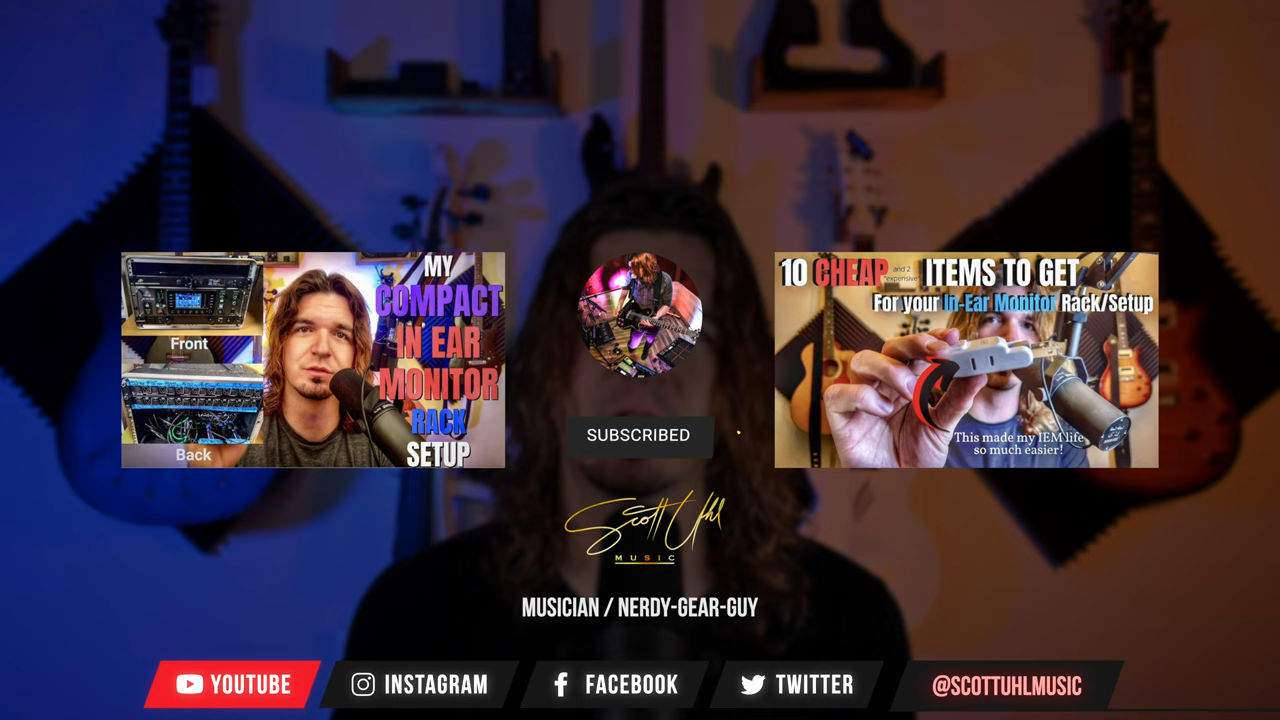 MY
COMPACT
IN EAR
MONITOR
RACK
SETUP
Front
Back
SUBSCRIBED
10 CHEAP and 2 "expensive" ITEMS TO GET
For your In-Ear Monitor Rack/Setup
This made my IEM life
so much easier!
Scott Uhl
MUSIC
MUSICIAN / NERDY-GEAR-GUY
YOUTUBE
INSTAGRAM
FACEBOOK
TWITTER
@SCOTTUHLMUSIC